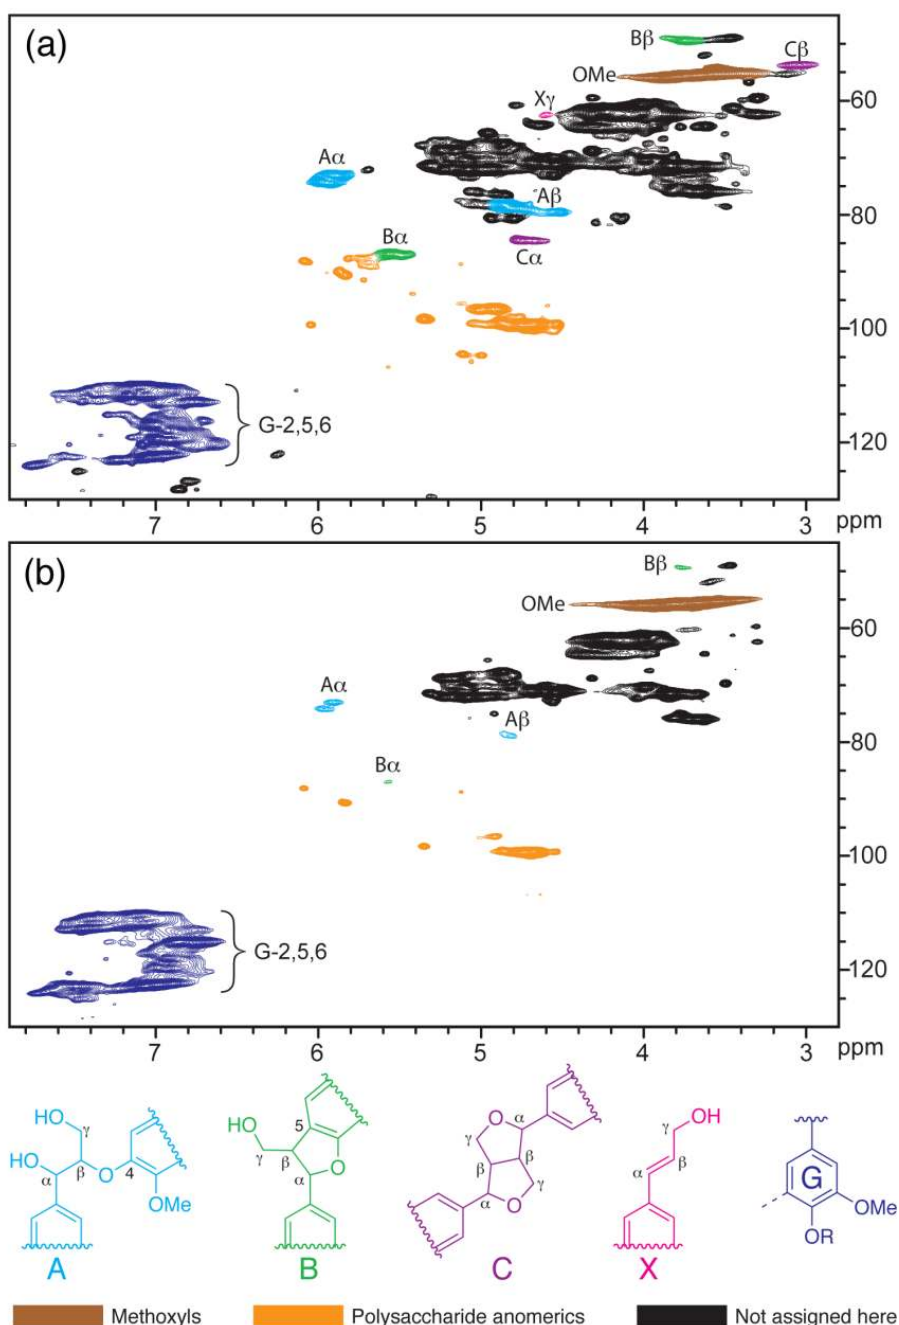 (a)
Bβ
Cβ
OMe
Xγ
60
Aα
Aβ
80
Bα
Cα
100
G-2,5,6
120
7 6 5 4 3 ppm
(b)
Bβ
OMe
60
Aα
Aβ
80
Bα
100
G-2,5,6
120
7 6 5 4 3 ppm
HO γ HO α β O 4 OMe
A
HO γ β 5 α O
B
O α γ β β γ α O
C
OH γ α β
X
G OMe OR
Methoxyls Polysaccharide anomerics Not assigned here